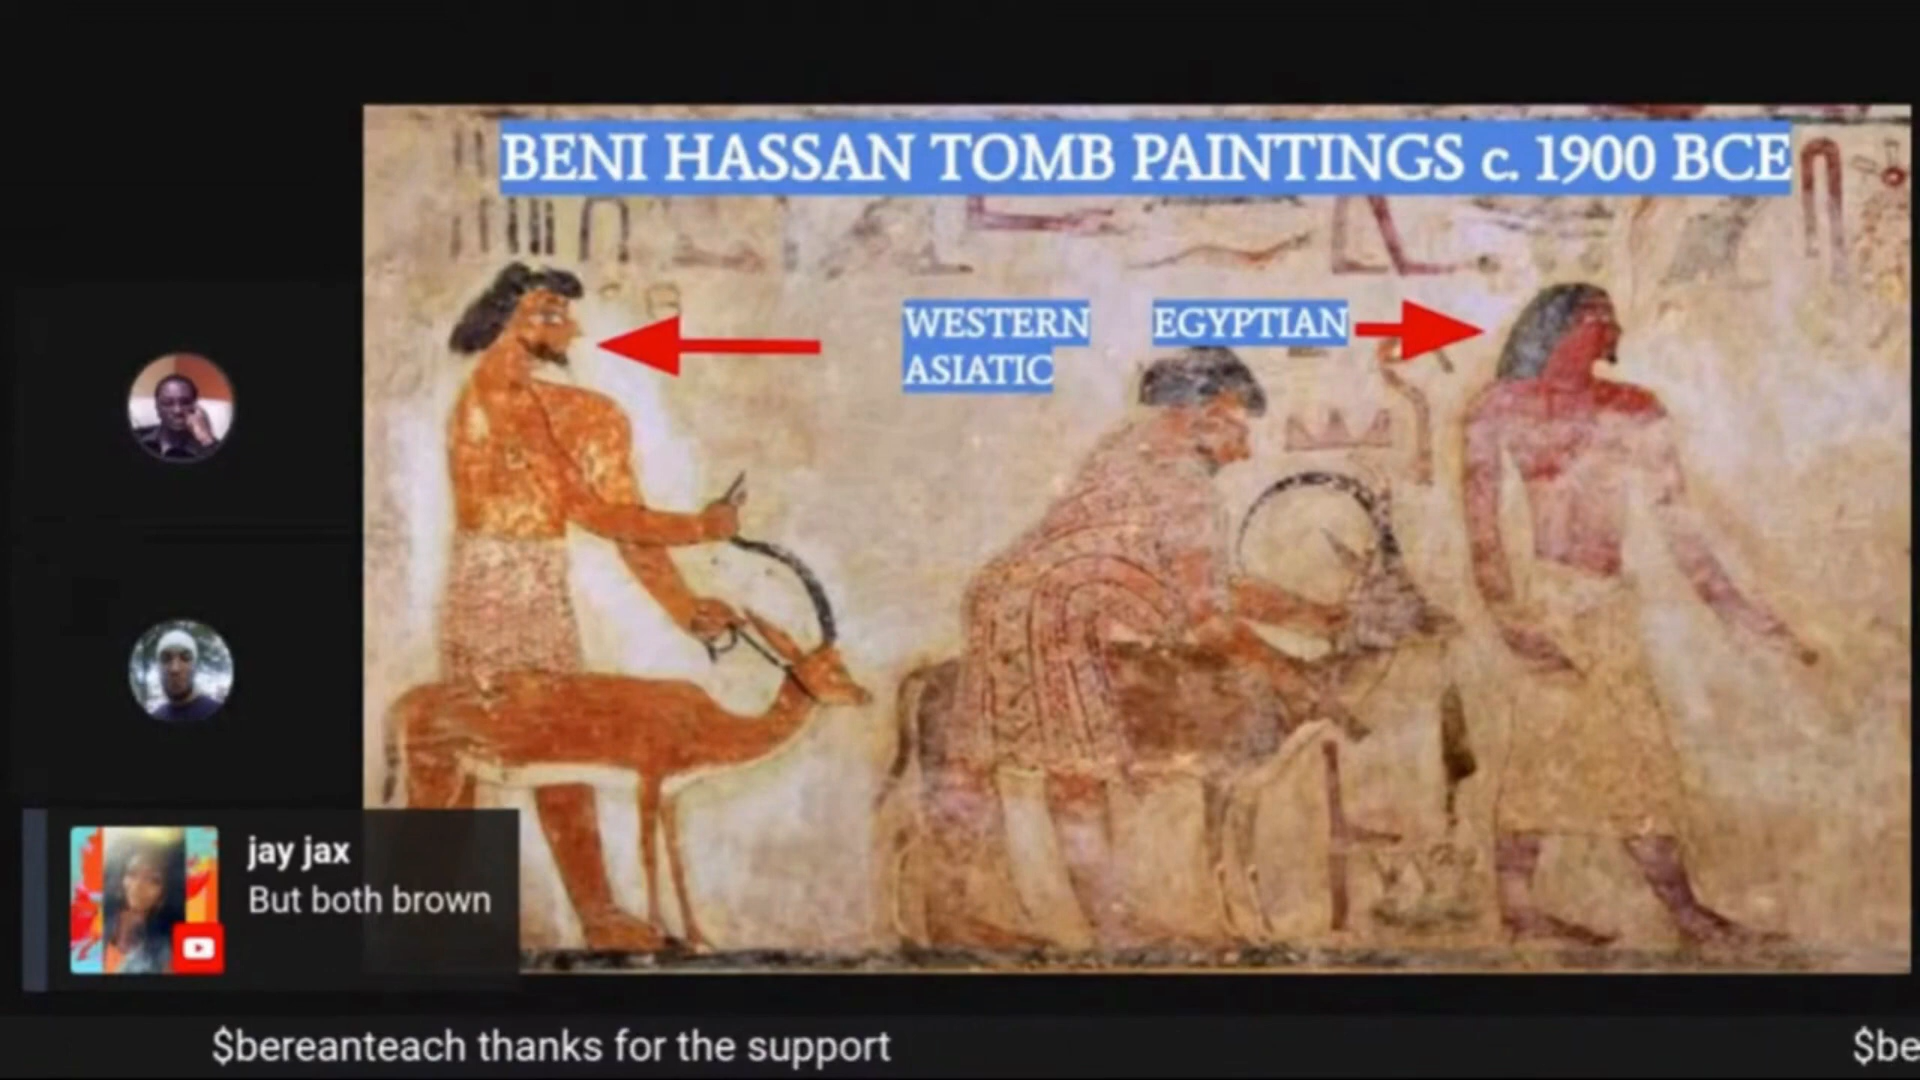 BENI HASSAN TOMB PAINTINGS c. 1900 BCE
WESTERN
ASIATIC
EGYPTIAN
jay jax
But both brown
$bereanteach thanks for the support
$be